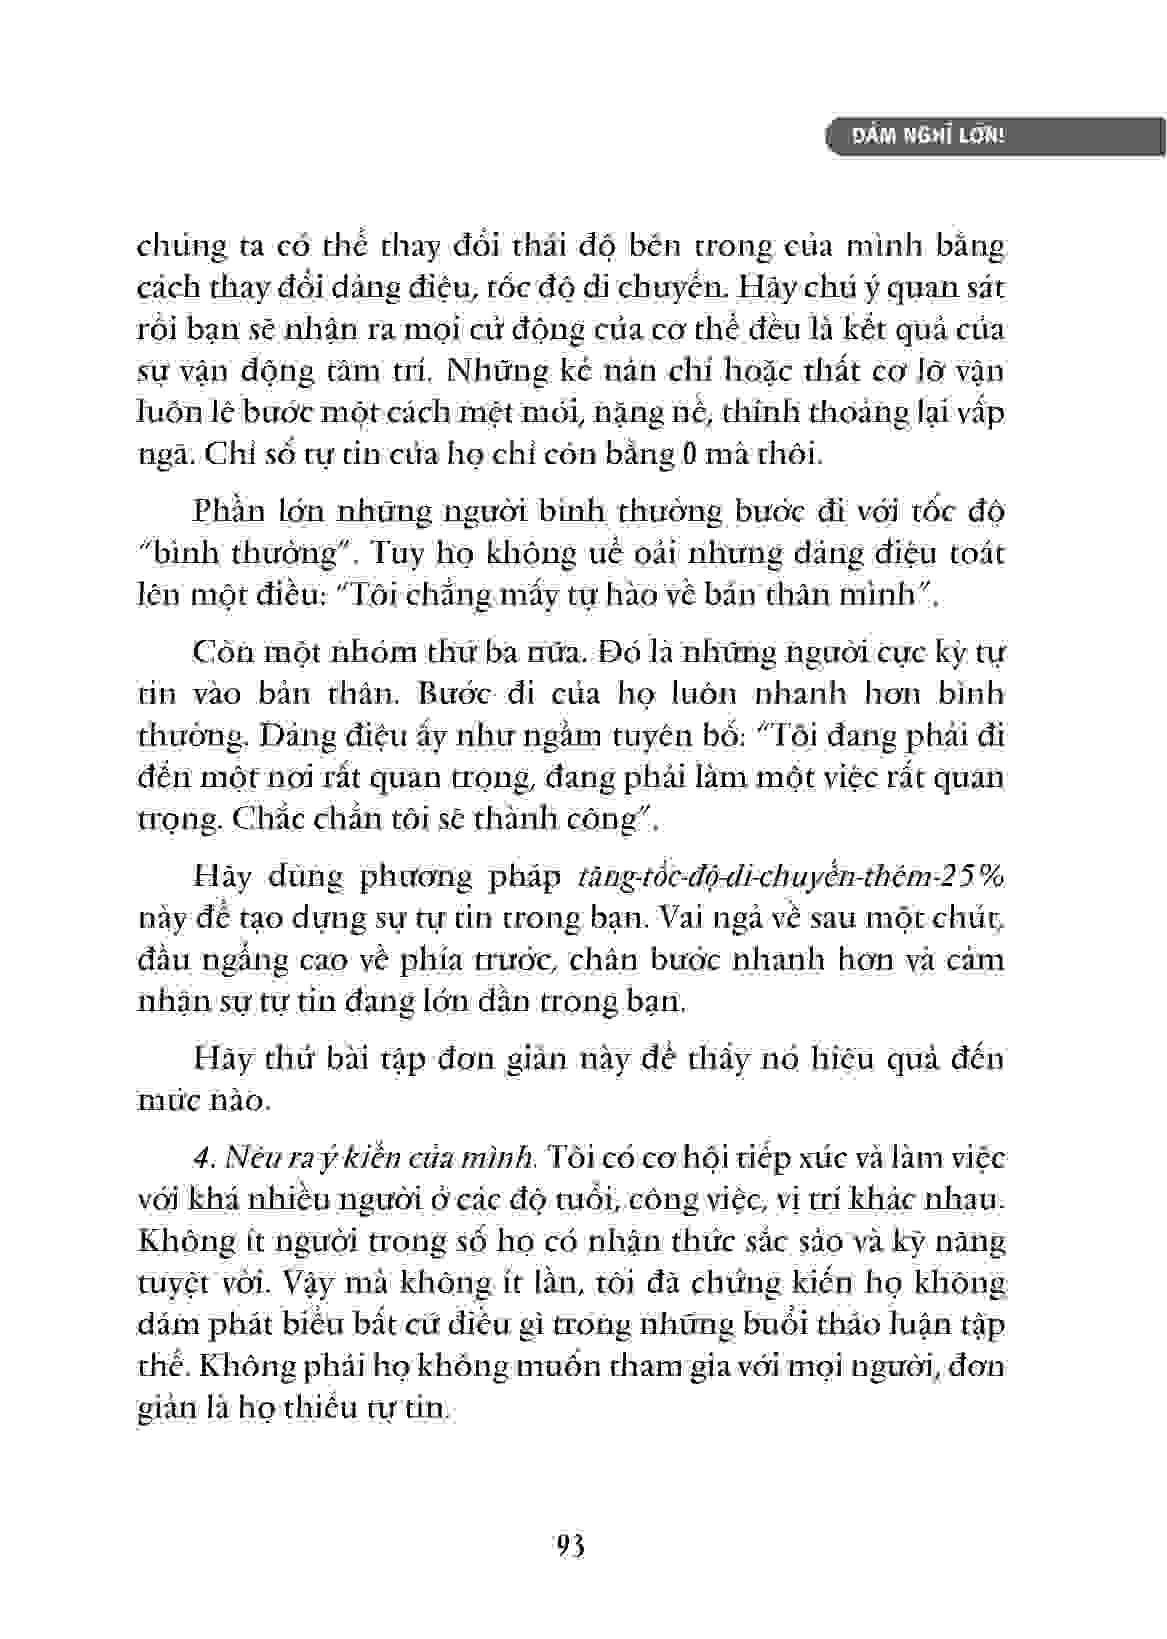 DÁM NGHĨ LỚN!
chúng ta có thể thay đổi thái độ bên trong của mình bằng
cách thay đổi dáng điệu, tốc độ di chuyển. Hãy chú ý quan sát
rồi bạn sẽ nhận ra mọi cử động của cơ thể đều là kết quả của
sự vận động tâm trí. Những kẻ nản chí hoặc thất cơ lỡ vận
luôn lê bước một cách mệt mỏi, nặng nề, thỉnh thoảng lại vấp
ngã. Chỉ số tự tin của họ chỉ còn bằng 0 mà thôi.
Phần lớn những người bình thường bước đi với tốc độ
“bình thường”. Tuy họ không uể oải nhưng dáng điệu toát
lên một điều: “Tôi chẳng mấy tự hào về bản thân mình”.
Còn một nhóm thứ ba nữa. Đó là những người cực kỳ tự
tin vào bản thân. Bước đi của họ luôn nhanh hơn bình
thường. Dáng điệu ấy như ngầm tuyên bố: “Tôi đang phải đi
đến một nơi rất quan trọng, đang phải làm một việc rất quan
trọng. Chắc chắn tôi sẽ thành công”.
Hãy dùng phương pháp tăng-tốc-độ-di-chuyển-thêm-25%
này để tạo dựng sự tự tin trong bạn. Vai ngả về sau một chút,
đầu ngẩng cao về phía trước, chân bước nhanh hơn và cảm
nhận sự tự tin đang lớn dần trong bạn.
Hãy thử bài tập đơn giản này để thấy nó hiệu quả đến
mức nào.
4. Nêu ra ý kiến của mình. Tôi có cơ hội tiếp xúc và làm việc
với khá nhiều người ở các độ tuổi, công việc, vị trí khác nhau.
Không ít người trong số họ có nhận thức sắc sảo và kỹ năng
tuyệt vời. Vậy mà không ít lần, tôi đã chứng kiến họ không
dám phát biểu bất cứ điều gì trong những buổi thảo luận tập
thể. Không phải họ không muốn tham gia với mọi người, đơn
giản là họ thiếu tự tin.
93